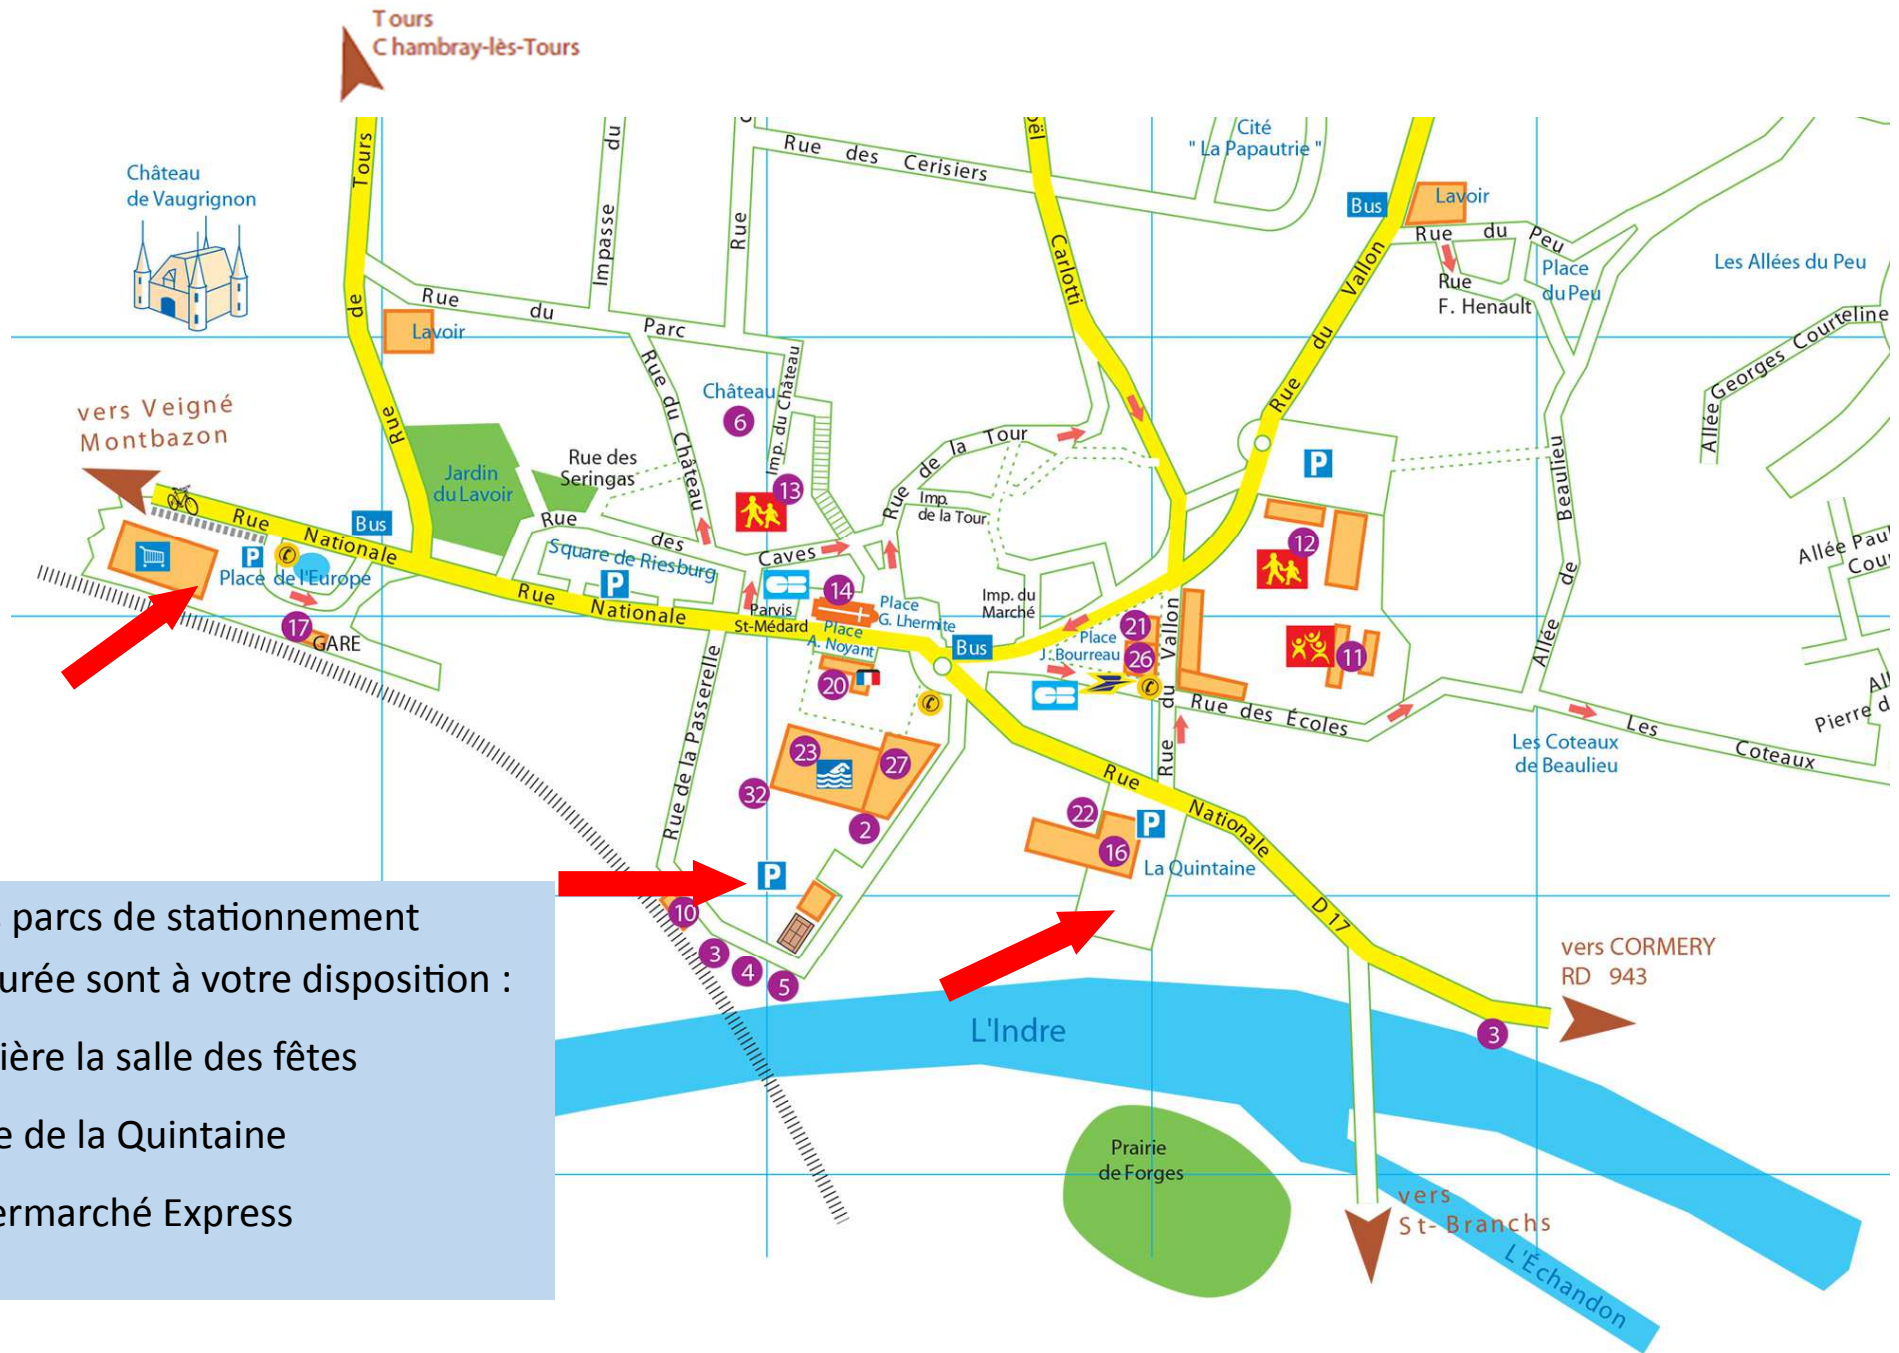 Tours
Chambray-lès-Tours
Château
de Vaugrignon
Rue de Tours
Impasse du
Rue
Rue des Cerisiers
Cité
" La Papautrie "
Carlotti
Bus
Lavoir
Rue du Peu
Place
du Peu
Rue
F. Henault
Les Allées du Peu
Allée Georges Courteline
Rue du Vallon
Lavoir
Rue du Parc
Rue du Château
Château
6
Imp. du Château
vers Veigné
Montbazon
Jardin
du Lavoir
Rue des
Seringas
13
Rue de la Tour
Imp.
de la Tour
P
Allée de Beaulieu
Rue Nationale
Bus
Rue des Caves
Square de Riesburg
P
P
Place de l'Europe
17
GARE
Rue Nationale
Parvis
St-Médard
14
Place
G. Lhermite
Place
A. Noyant
Imp. du
Marché
12
Allée Paul
Cou
Bus
Place
J. Bourreau
21
26
11
20
Rue du Vallon
Rue des Écoles
Les Coteaux
Les Coteaux
de Beaulieu
Pierre d
Rue de la Passerelle
23
27
32
2
Rue Nationale
22
16
P
La Quintaine
P
10
3
4
5
D 17
vers CORMERY
RD 943
3
L'Indre
Prairie
de Forges
vers
St-Branchs
L'Échandon
parcs de stationnement
urée sont à votre disposition :
ière la salle des fêtes
e de la Quintaine
ermarché Express